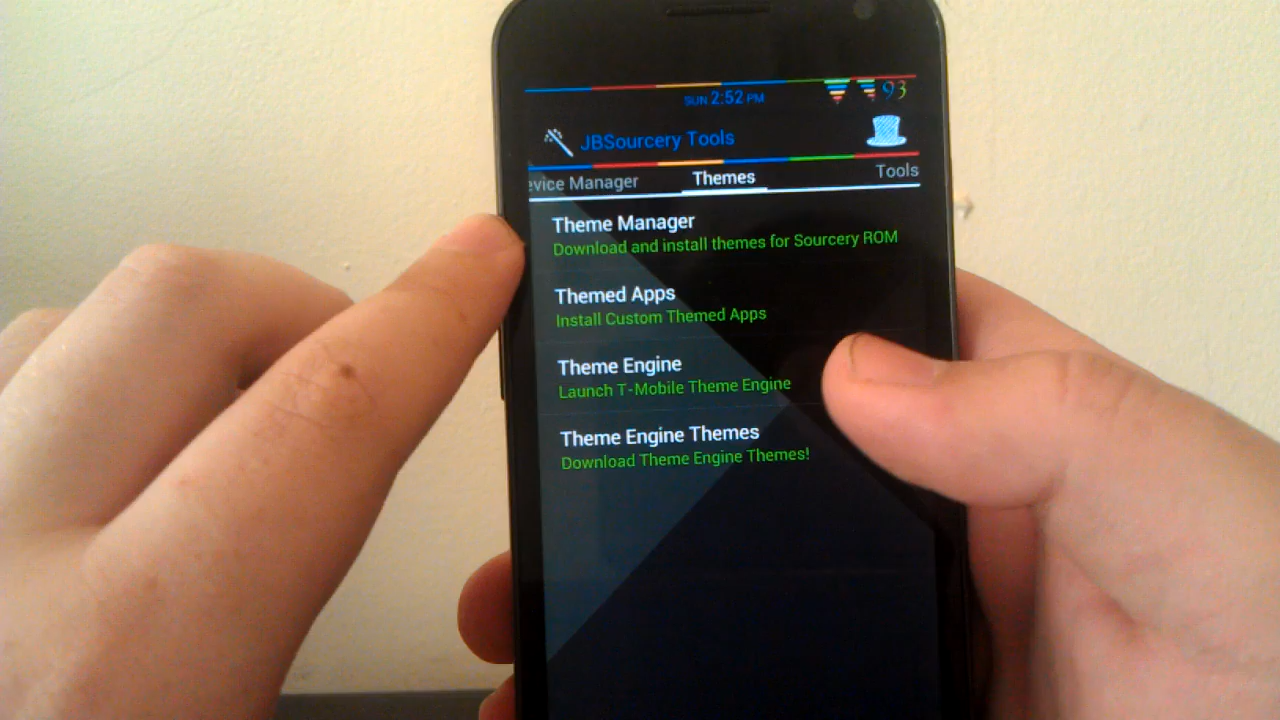 SUN 2:52 PM
93
JBSourcery Tools
evice Manager
Themes
Tools
Theme Manager
Download and install themes for Sourcery ROM
Themed Apps
Install Custom Themed Apps
Theme Engine
Launch T-Mobile Theme Engine
Theme Engine Themes
Download Theme Engine Themes!